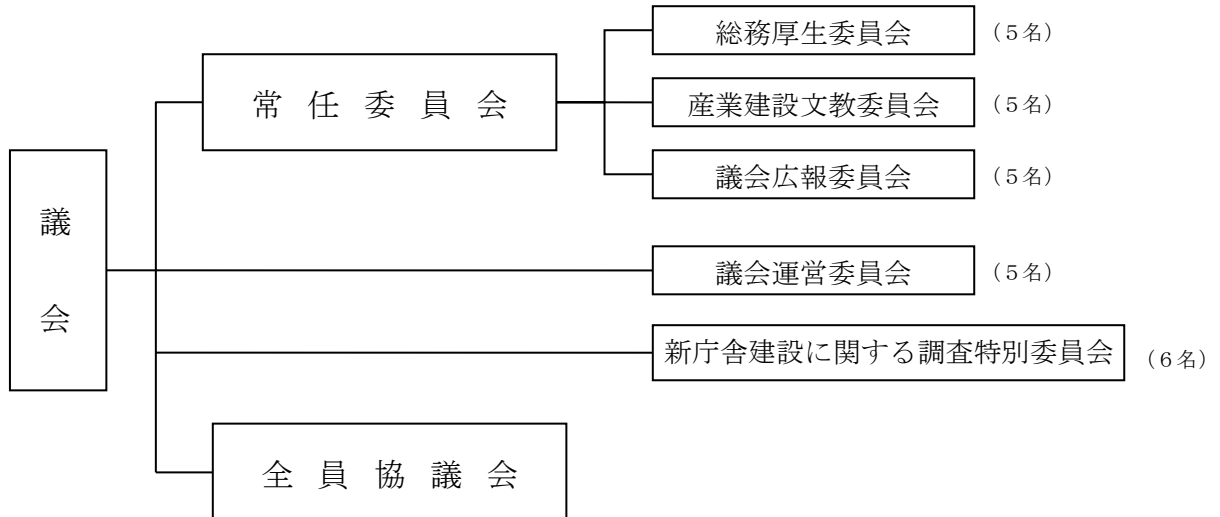 総務厚生委員会 （５名）
常任委員会
産業建設文教委員会 （５名）
議会広報委員会 （５名）
議会
議会運営委員会 （５名）
新庁舎建設に関する調査特別委員会 （６名）
全員協議会